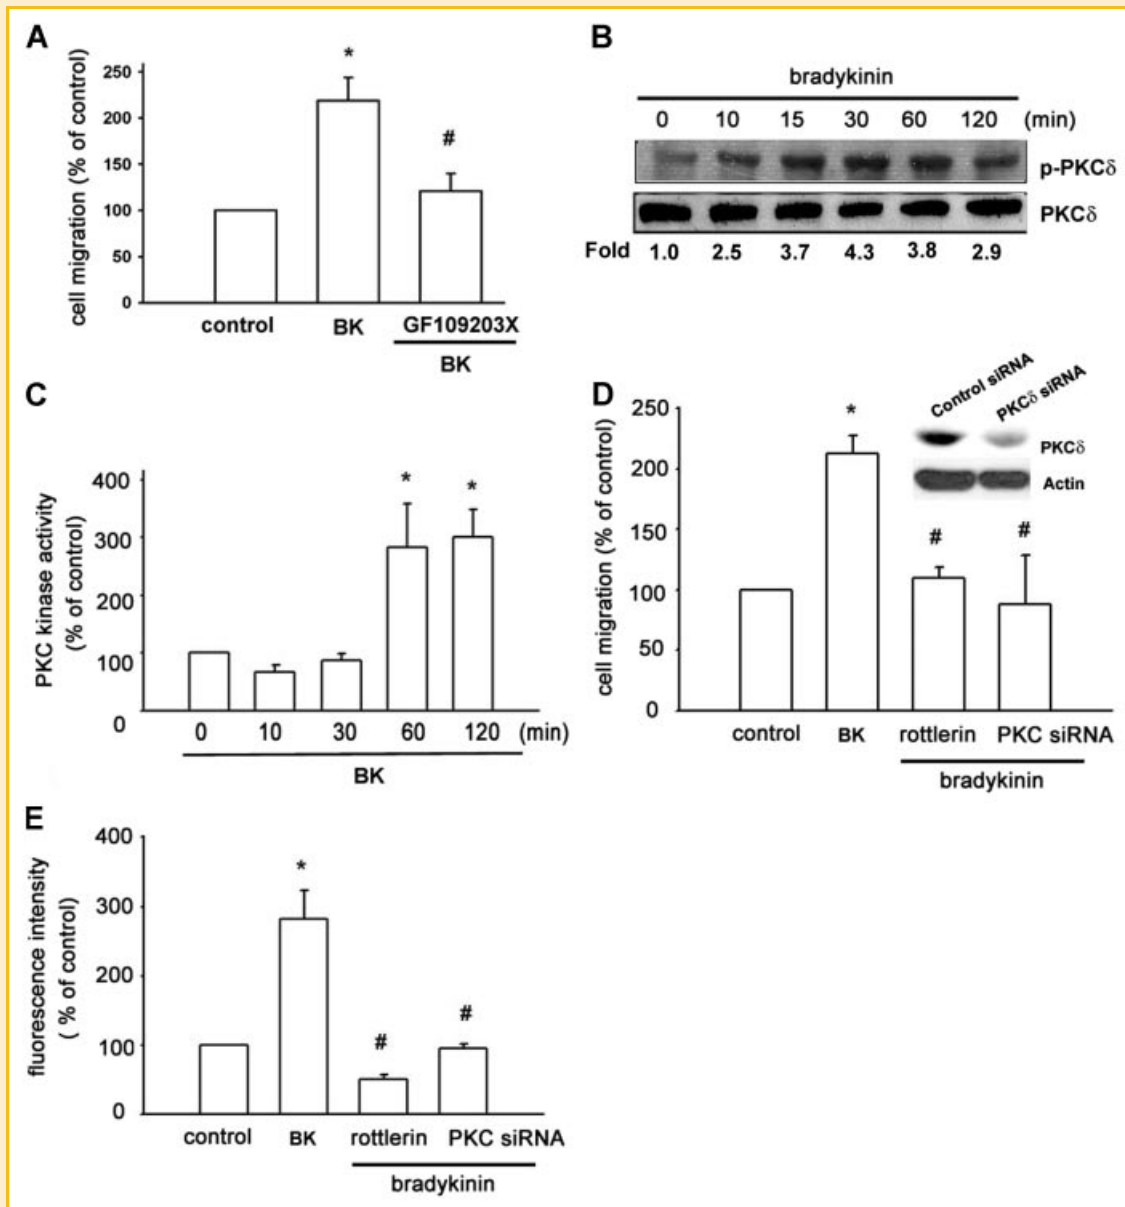 A
cell migration (% of control)
250
200
150
100
50
0
*
#
control BK GF109203X
BK
B
bradykinin
0 10 15 30 60 120 (min)
p-PKCδ
PKCδ
Fold 1.0 2.5 3.7 4.3 3.8 2.9
C
PKC kinase activity
(% of control)
400
300
200
100
0
* *
0 10 30 60 120 (min)
BK
D
cell migration (% of control)
250
200
150
100
50
0
*
Control siRNA
PKCδ siRNA
PKCδ
Actin
# #
control BK rottlerin PKC siRNA
bradykinin
E
fluorescence intensity
( % of control)
400
300
200
100
0
*
# #
control BK rottlerin PKC siRNA
bradykinin